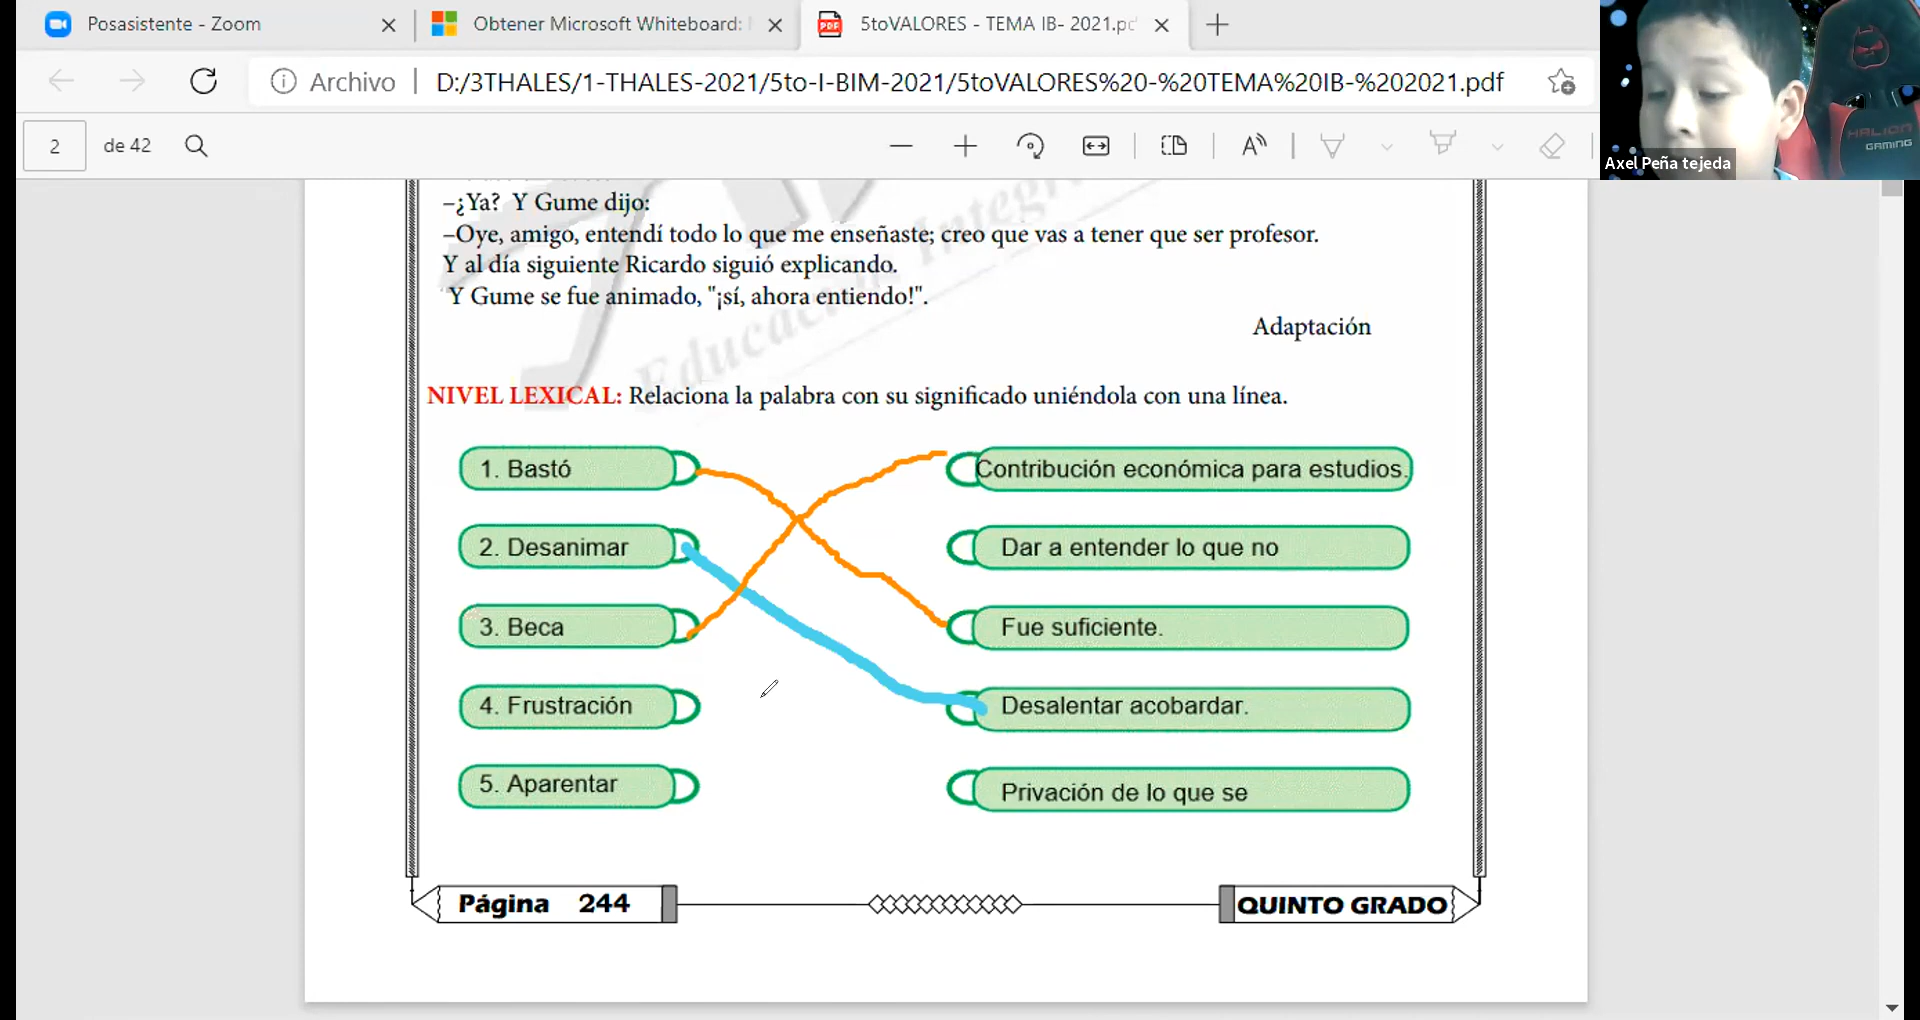 Posasistente - Zoom
Obtener Microsoft Whiteboard:
5toVALORES - TEMA IB- 2021.pc
Archivo
D:/3THALES/1-THALES-2021/5to-I-BIM-2021/5toVALORES%20-%20TEMA%20IB-%202021.pdf
2 de 42
HALION
GAMING
Axel Peña tejeda
–¿Ya? Y Gume dijo:
–Oye, amigo, entendí todo lo que me enseñaste; creo que vas a tener que ser profesor.
Y al día siguiente Ricardo siguió explicando.
Y Gume se fue animado, "¡sí, ahora entiendo!".
Adaptación
NIVEL LEXICAL: Relaciona la palabra con su significado uniéndola con una línea.
1. Bastó
Contribución económica para estudios.
2. Desanimar
Dar a entender lo que no
3. Beca
Fue suficiente.
4. Frustración
Desalentar acobardar.
5. Aparentar
Privación de lo que se
Página 244
QUINTO GRADO